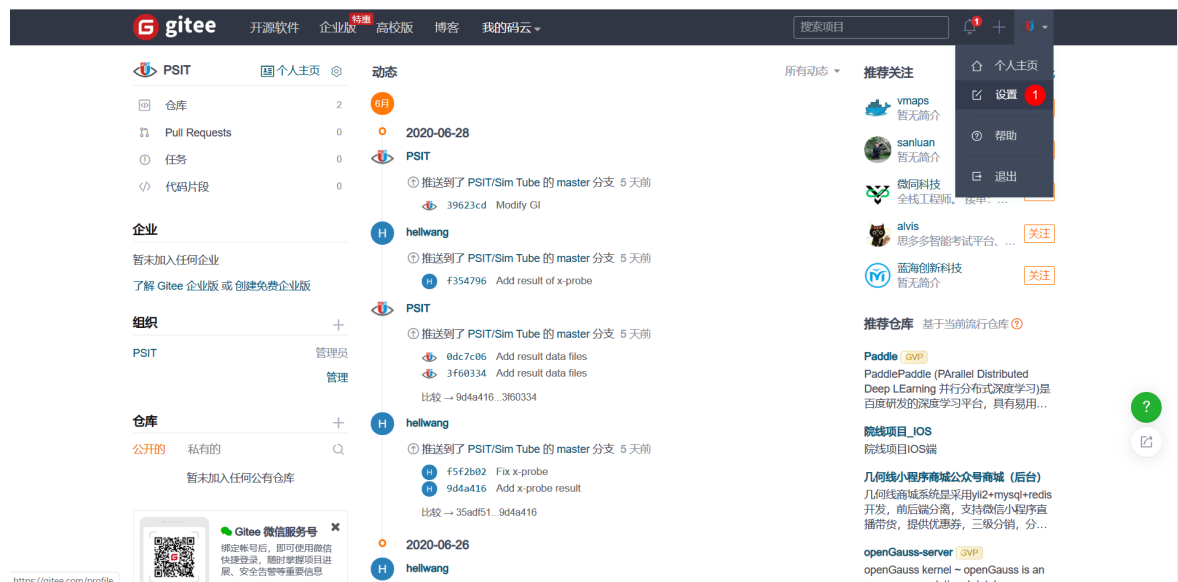 gitee
开源软件
企业版
特惠
高校版
博客
我的码云
搜索项目
1
个人主页
设置
1
帮助
退出
PSIT
个人主页
仓库 2
Pull Requests 0
任务 0
代码片段 0
企业
暂未加入任何企业
了解 Gitee 企业版 或 创建免费企业版
组织
PSIT 管理员
管理
仓库
公开的 私有的
暂未加入任何公有仓库
Gitee 微信服务号
绑定帐号后，即可使用微信
快捷登录，随时掌握项目进
展、安全告警等重要信息
https://gitee.com/profile
动态 所有动态
6月
2020-06-28
PSIT
推送到了 PSIT/Sim Tube 的 master 分支 5 天前
39623cd Modify GI
H hellwang
推送到了 PSIT/Sim Tube 的 master 分支 5 天前
H f354796 Add result of x-probe
PSIT
推送到了 PSIT/Sim Tube 的 master 分支 5 天前
0dc7c06 Add result data files
3f60334 Add result data files
比较 → 9d4a416...3f60334
H hellwang
推送到了 PSIT/Sim Tube 的 master 分支 5 天前
H f5f2b02 Fix x-probe
H 9d4a416 Add x-probe result
比较 → 35adf51...9d4a416
2020-06-26
H hellwang
推荐关注
vmaps
暂无简介
sanluan
暂无简介
微同科技
全栈工程师。 接单：...
alvis
思多多智能考试平台、...
关注
蓝海创新科技
暂无简介
关注
推荐仓库 基于当前流行仓库
Paddle GVP
PaddlePaddle (PArallel Distributed
Deep LEarning 并行分布式深度学习)是
百度研发的深度学习平台，具有易用...
院线项目_IOS
院线项目IOS端
几何线小程序商城公众号商城（后台）
几何线商城系统是采用yii2+mysql+redis
开发，前后端分离，支持微信小程序直
播带货，提供优惠券，三级分销，分...
openGauss-server GVP
openGauss kernel ~ openGauss is an